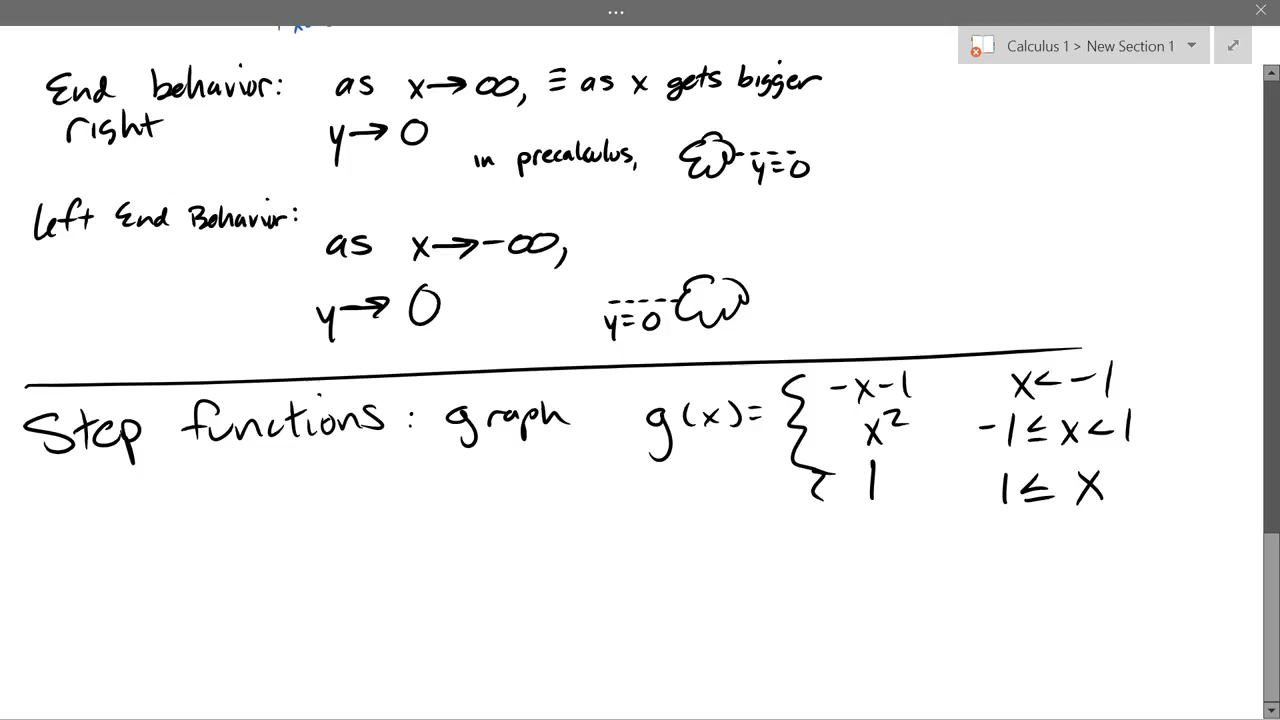 Calculus 1 > New Section 1
End behavior: as x→∞, ≡ as x gets bigger
right y→0
in precalculus, y=0
Left End Behavior:
as x→-∞,
y→0
y=0
Step functions: graph g(x)= { -x-1 x<-1
x² -1≤x<1
1 1≤x